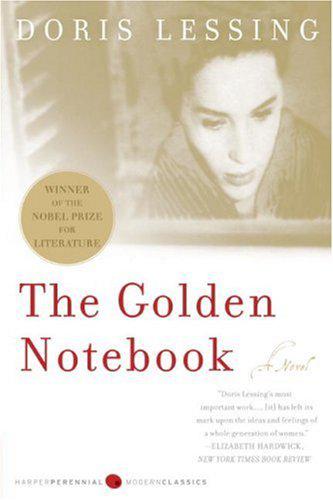 DORIS LESSING
WINNER
OF THE
NOBEL PRIZE
FOR
LITERATURE
The Golden
Notebook
A Novel
"Doris Lessing's most
important work.... [it] has left its
mark upon the ideas and feelings of
a whole generation of women."
—ELIZABETH HARDWICK,
NEW YORK TIMES BOOK REVIEW
HARPERPERENNIAL MODERNCLASSICS